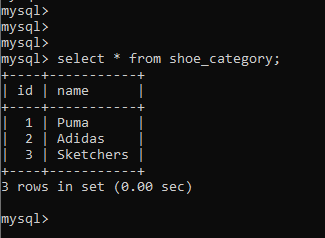 mysql>
mysql>
mysql>
mysql> select * from shoe_category;
+----+-----------+
| id | name      |
+----+-----------+
|  1 | Puma      |
|  2 | Adidas    |
|  3 | Sketchers |
+----+-----------+
3 rows in set (0.00 sec)

mysql>